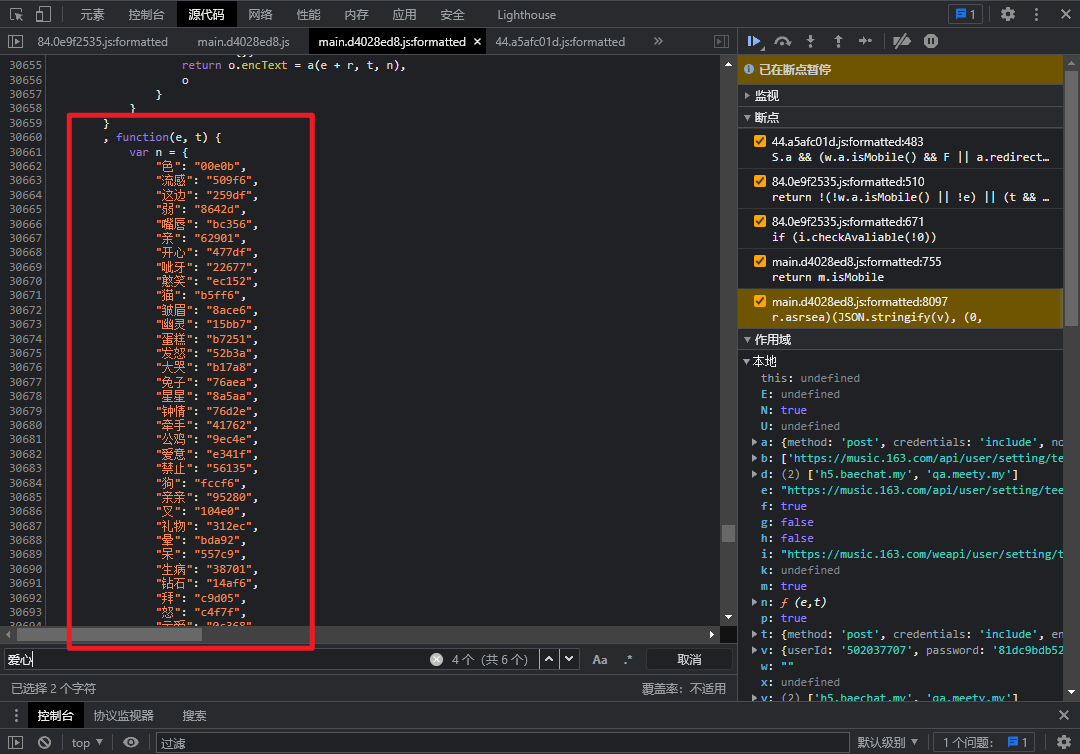 元素 控制台 源代码 网络 性能 内存 应用 安全 Lighthouse 1
84.0e9f2535.js:formatted main.d4028ed8.js main.d4028ed8.js:formatted × 44.a5afc01d.js:formatted »
30655 return o.encText = a(e + r, t, n),
30656 o
30657 }
30658 }
30659 }
30660 , function(e, t) {
30661 var n = {
30662 "色": "00e0b",
30663 "流感": "509f6",
30664 "这边": "259df",
30665 "弱": "8642d",
30666 "嘴唇": "bc356",
30667 "亲": "62901",
30668 "开心": "477df",
30669 "呲牙": "22677",
30670 "憨笑": "ec152",
30671 "猫": "b5ff6",
30672 "皱眉": "8ace6",
30673 "幽灵": "15bb7",
30674 "蛋糕": "b7251",
30675 "发怒": "52b3a",
30676 "大哭": "b17a8",
30677 "兔子": "76aea",
30678 "星星": "8a5aa",
30679 "钟情": "76d2e",
30680 "牵手": "41762",
30681 "公鸡": "9ec4e",
30682 "爱意": "e341f",
30683 "禁止": "56135",
30684 "狗": "fccf6",
30685 "亲亲": "95280",
30686 "叉": "104e0",
30687 "礼物": "312ec",
30688 "晕": "bda92",
30689 "呆": "557c9",
30690 "生病": "38701",
30691 "钻石": "14af6",
30692 "拜": "c9d05",
30693 "怒": "c4f7f",
爱心 4 个 (共 6 个) Aa .* 取消
已选择 2 个字符 覆盖率: 不适用
已在断点暂停
监视
断点
44.a5afc01d.js:formatted:483
S.a && (w.a.isMobile() && F || a.redirect…
84.0e9f2535.js:formatted:510
return !(!w.a.isMobile() || !e) || (t && …
84.0e9f2535.js:formatted:671
if (i.checkAvaliable(!0))
main.d4028ed8.js:formatted:755
return m.isMobile
main.d4028ed8.js:formatted:8097
r.asrsea)(JSON.stringify(v), (0,
作用域
本地
this: undefined
E: undefined
N: true
U: undefined
a: {method: 'post', credentials: 'include', no
b: ['https://music.163.com/api/user/setting/te
d: (2) ['h5.baechat.my', 'qa.meety.my']
e: "https://music.163.com/api/user/setting/tee
f: true
g: false
h: false
i: "https://music.163.com/weapi/user/setting/t
k: undefined
m: true
n: ƒ (e,t)
p: true
t: {method: 'post', credentials: 'include', en
v: {userId: '502037707', password: '81dc9bdb52
w: ""
x: undefined
y: (2) ['h5.baechat.my', 'qa.meety.my']
控制台 协议监视器 搜索
top 过滤 默认级别 1 个问题: 1